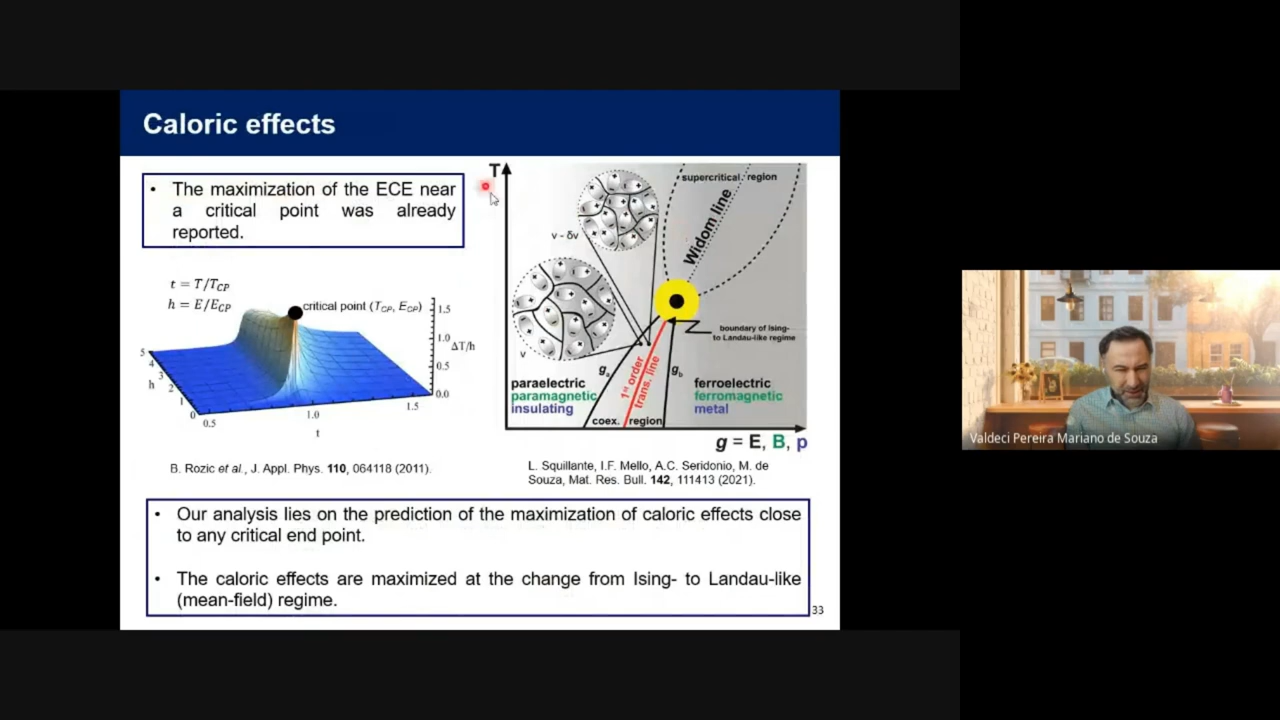 Caloric effects
• The maximization of the ECE near
a critical point was already
reported.
t = T/T_CP
h = E/E_CP
critical point (T_CP, E_CP)
1.5
1.0
ΔT/h
0.5
0.0
5
4
3
h
2
1
0
0.5
1.0
1.5
t
B. Rozic et al., J. Appl. Phys. 110, 064118 (2011).
T
supercritical region
Widom line
v - δv
v
boundary of Ising-
to Landau-like regime
g_a
1st order
trans. line
g_b
paraelectric
paramagnetic
insulating
ferroelectric
ferromagnetic
metal
coex. region
g = E, B, p
L. Squillante, I.F. Mello, A.C. Seridonio, M. de
Souza, Mat. Res. Bull. 142, 111413 (2021).
• Our analysis lies on the prediction of the maximization of caloric effects close
to any critical end point.
• The caloric effects are maximized at the change from Ising- to Landau-like
(mean-field) regime.
33
Valdeci Pereira Mariano de Souza